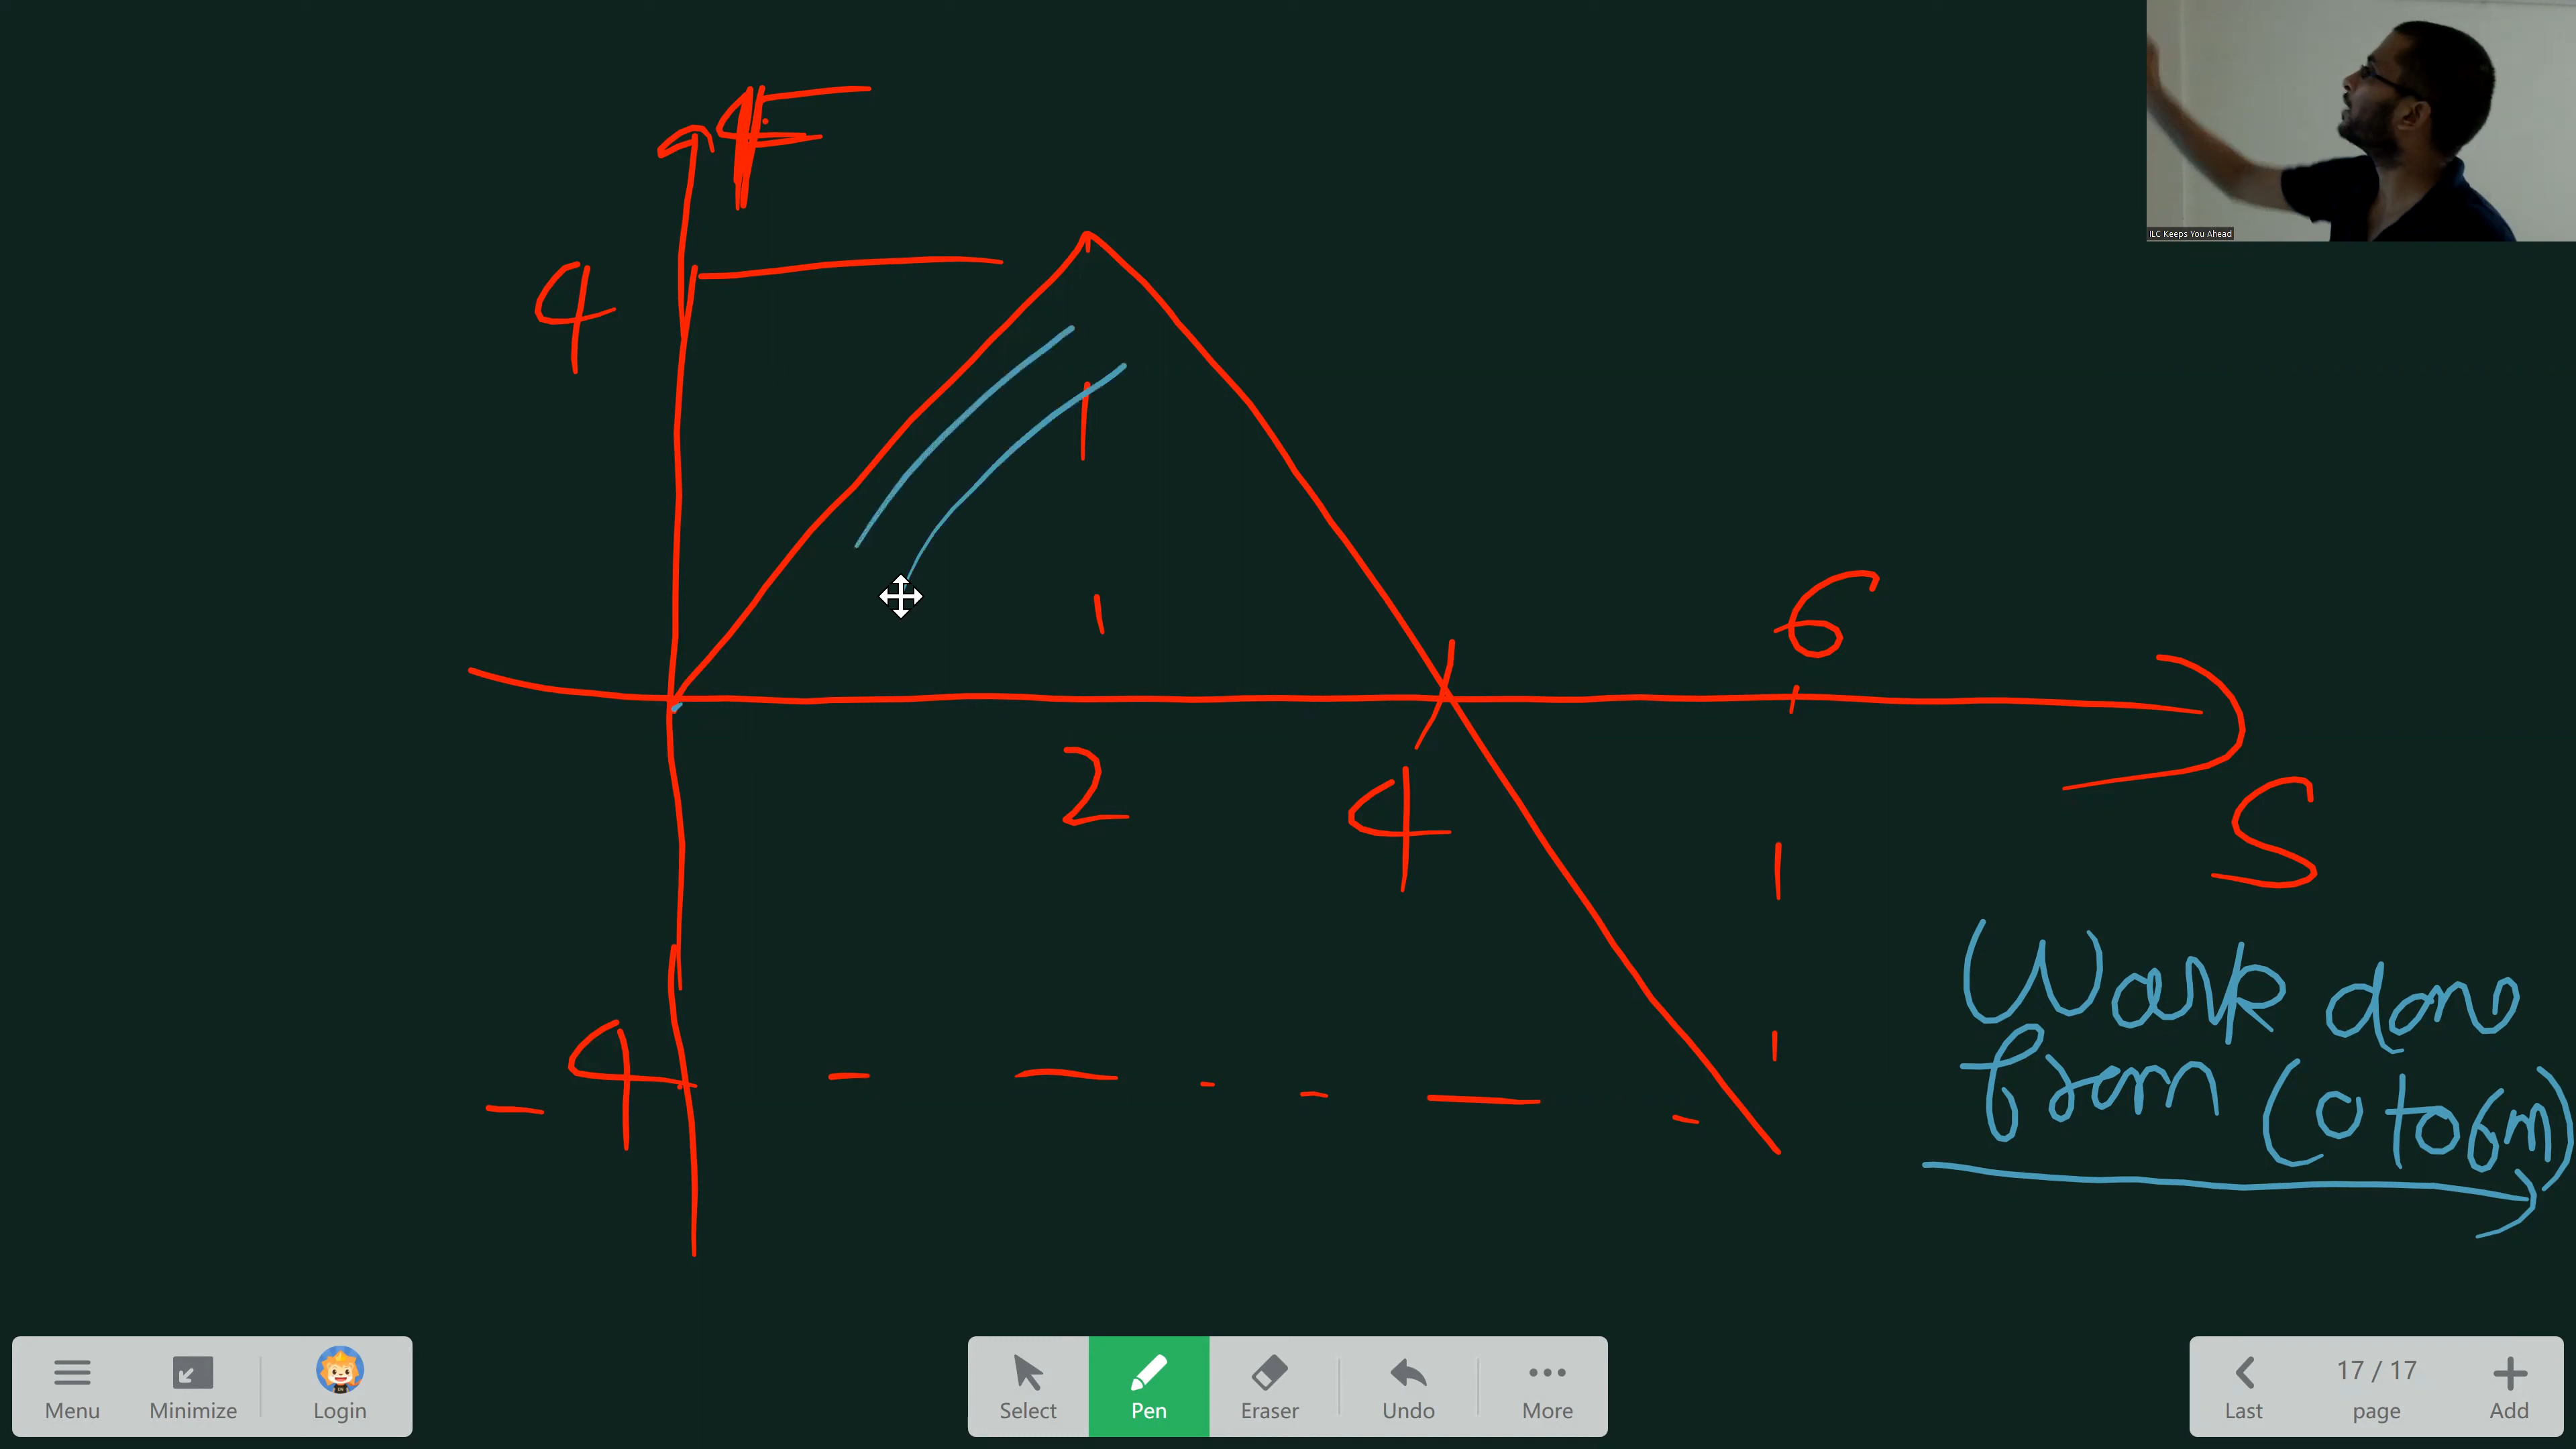 F
ILC Keeps You Ahead
4
6
2
4
S
Work done
from (0 to 6m)
-4
Menu
Minimize
Login
Select
Pen
Eraser
Undo
More
Last
17 / 17
page
Add